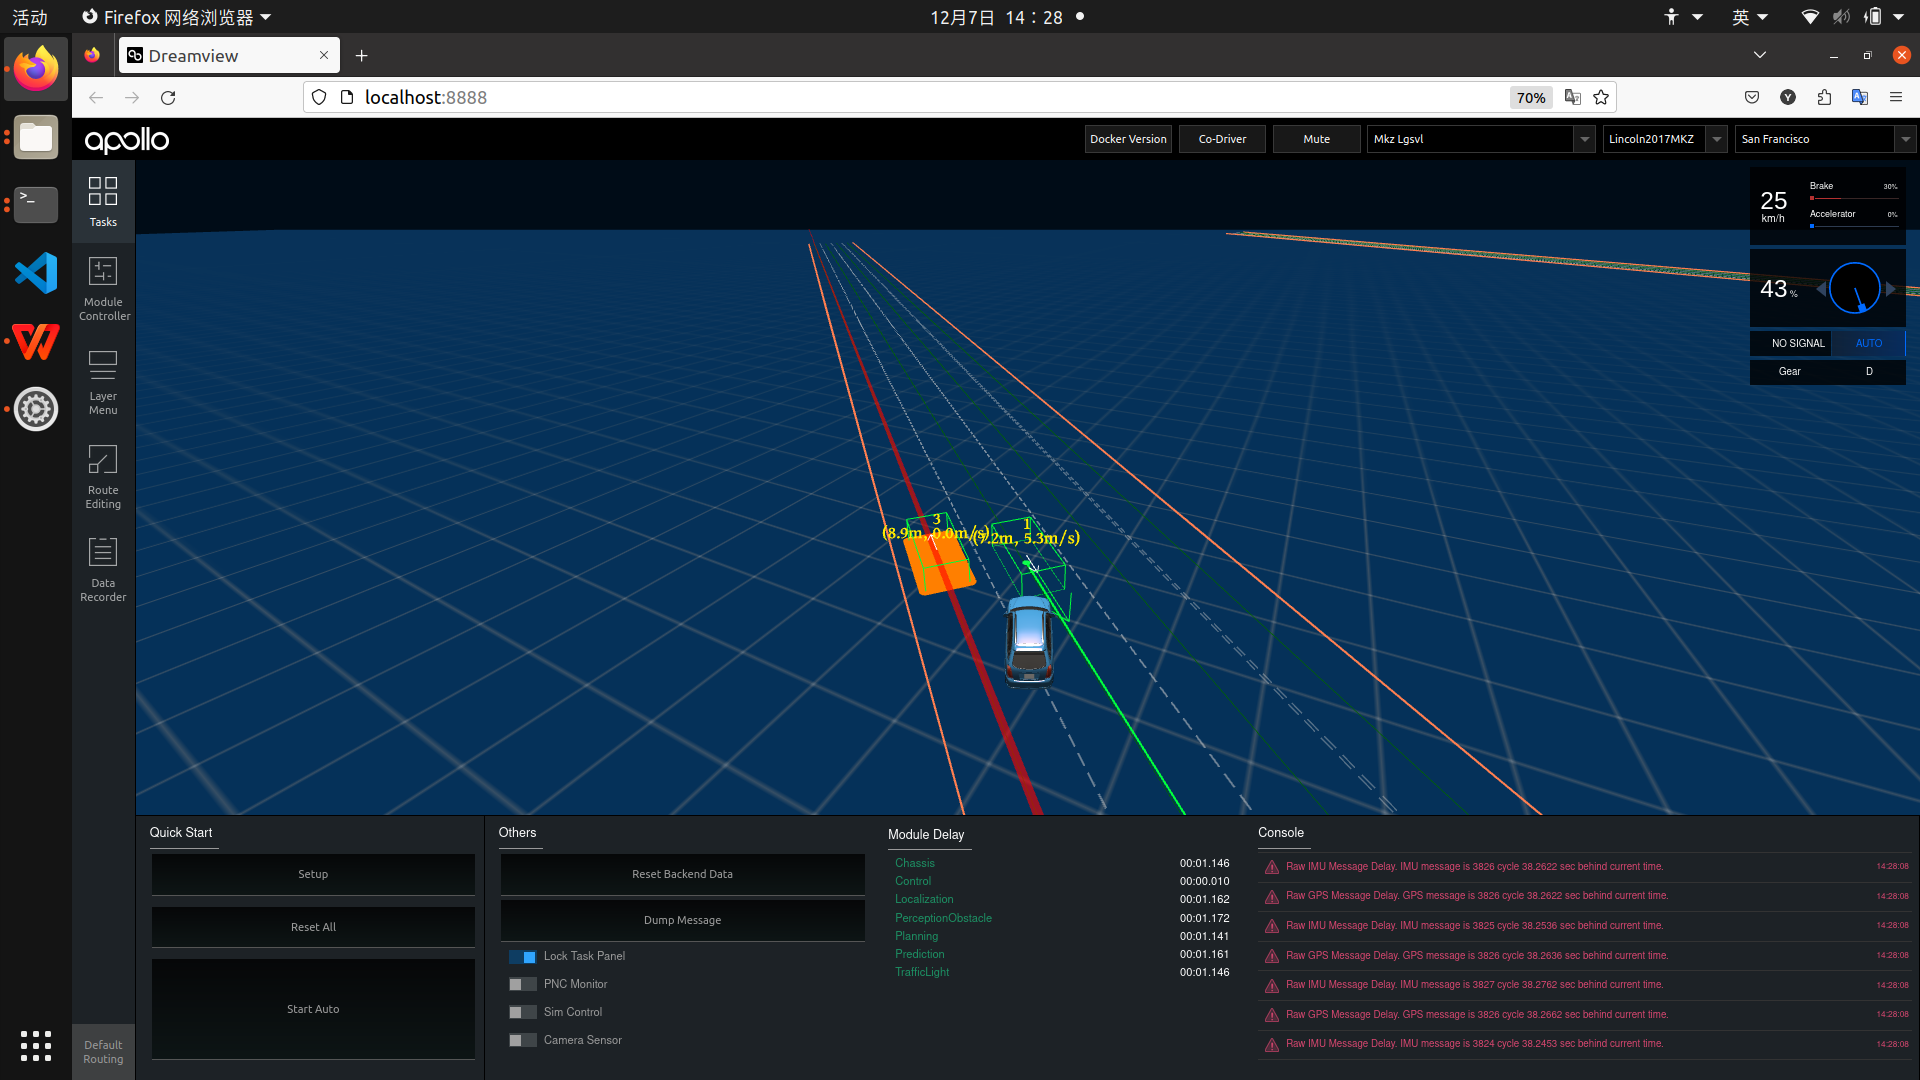 活动
Firefox 网络浏览器
12月7日 14：28
英
Dreamview
localhost:8888
70%
Y
apollo
Docker Version
Co-Driver
Mute
Mkz Lgsvl
Lincoln2017MKZ
San Francisco
Tasks
Module
Controller
Layer
Menu
Route
Editing
Data
Recorder
Default
Routing
25
km/h
Brake
30%
Accelerator
0%
43 %
NO SIGNAL
AUTO
Gear
D
3
(8.9m, 0.0m/s)
1
(7.2m, 5.3m/s)
Quick Start
Setup
Reset All
Start Auto
Others
Reset Backend Data
Dump Message
Lock Task Panel
PNC Monitor
Sim Control
Camera Sensor
Module Delay
Chassis 00:01.146
Control 00:00.010
Localization 00:01.162
PerceptionObstacle 00:01.172
Planning 00:01.141
Prediction 00:01.161
TrafficLight 00:01.146
Console
Raw IMU Message Delay. IMU message is 3826 cycle 38.2622 sec behind current time. 14:28:08
Raw GPS Message Delay. GPS message is 3826 cycle 38.2622 sec behind current time. 14:28:08
Raw IMU Message Delay. IMU message is 3825 cycle 38.2536 sec behind current time. 14:28:08
Raw GPS Message Delay. GPS message is 3826 cycle 38.2636 sec behind current time. 14:28:08
Raw IMU Message Delay. IMU message is 3827 cycle 38.2762 sec behind current time. 14:28:08
Raw GPS Message Delay. GPS message is 3826 cycle 38.2662 sec behind current time. 14:28:08
Raw IMU Message Delay. IMU message is 3824 cycle 38.2453 sec behind current time. 14:28:08